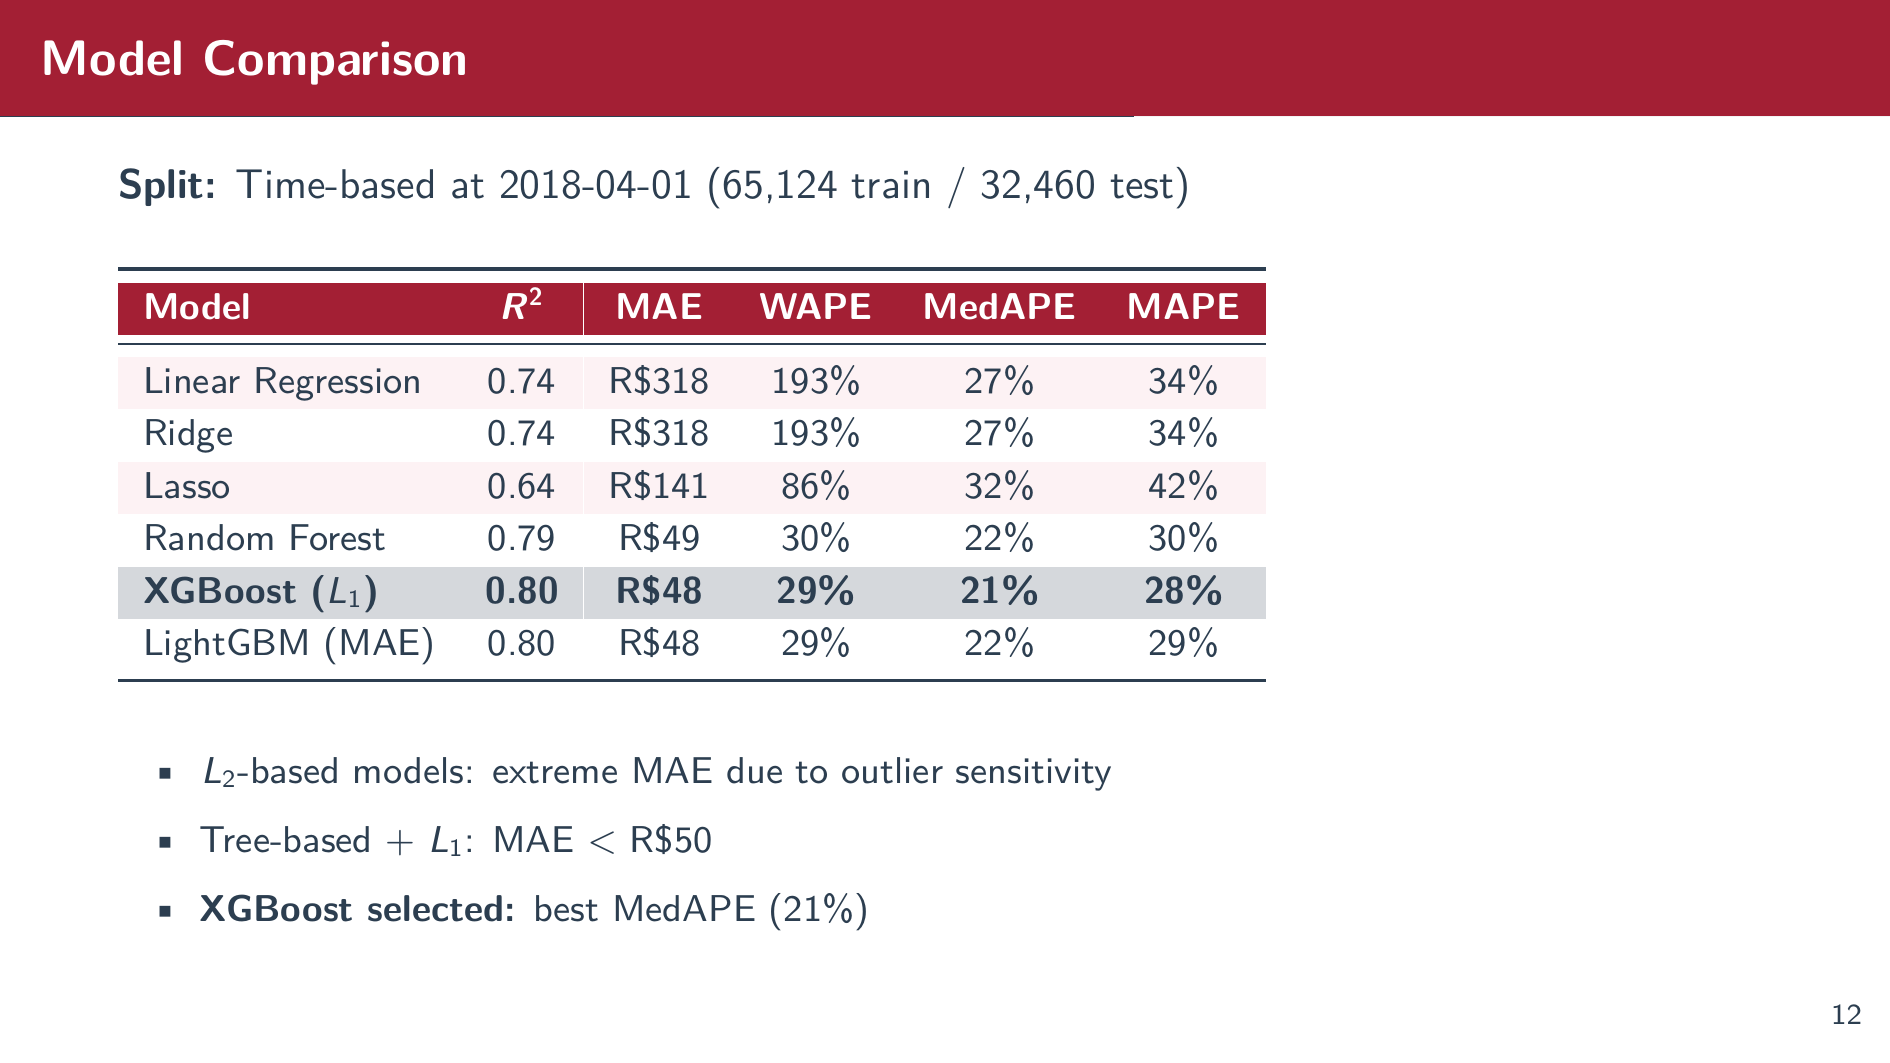 Model Comparison
Split: Time-based at 2018-04-01 (65,124 train / 32,460 test)
Model R² MAE WAPE MedAPE MAPE
Linear Regression 0.74 R$318 193% 27% 34%
Ridge 0.74 R$318 193% 27% 34%
Lasso 0.64 R$141 86% 32% 42%
Random Forest 0.79 R$49 30% 22% 30%
XGBoost (L₁) 0.80 R$48 29% 21% 28%
LightGBM (MAE) 0.80 R$48 29% 22% 29%
▪ L₂-based models: extreme MAE due to outlier sensitivity
▪ Tree-based + L₁: MAE < R$50
▪ XGBoost selected: best MedAPE (21%)
12